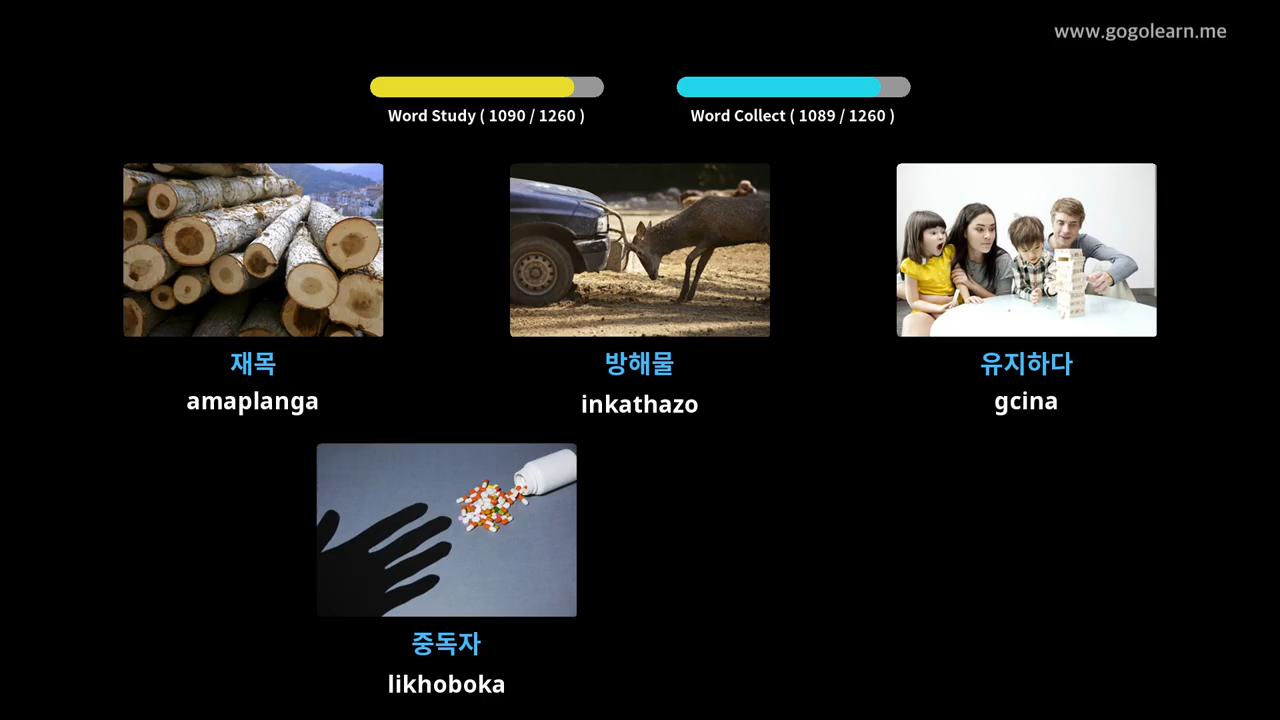 www.gogolearn.me
Word Study ( 1090 / 1260 )
Word Collect ( 1089 / 1260 )
재목
amaplanga
방해물
inkathazo
유지하다
gcina
중독자
likhoboka